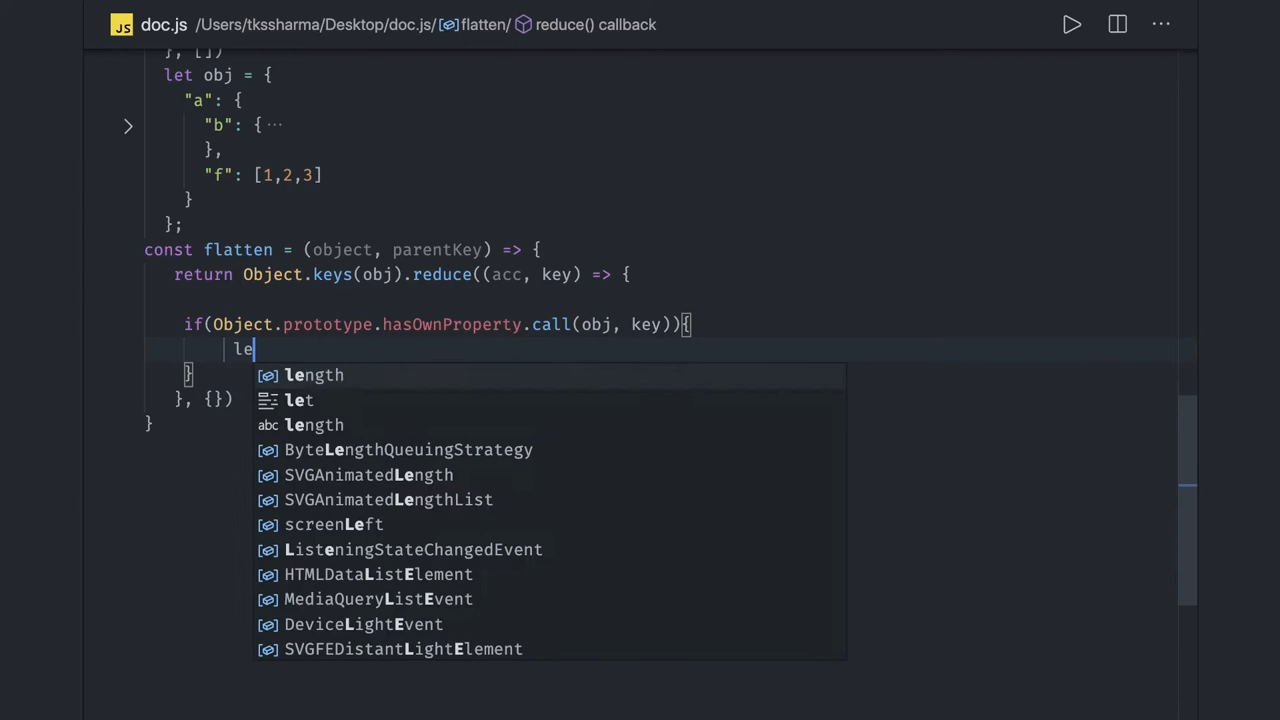 JS doc.js /Users/tkssharma/Desktop/doc.js/flatten/reduce() callback
}, [])
let obj = {
"a": {
"b": {···
},
"f": [1,2,3]
}
};
const flatten = (object, parentKey) => {
return Object.keys(obj).reduce((acc, key) => {
if(Object.prototype.hasOwnProperty.call(obj, key)){
le
}
}, {})
}
length
let
abc length
ByteLengthQueuingStrategy
SVGAnimatedLength
SVGAnimatedLengthList
screenLeft
ListeningStateChangedEvent
HTMLDataListElement
MediaQueryListEvent
DeviceLightEvent
SVGFEDistantLightElement